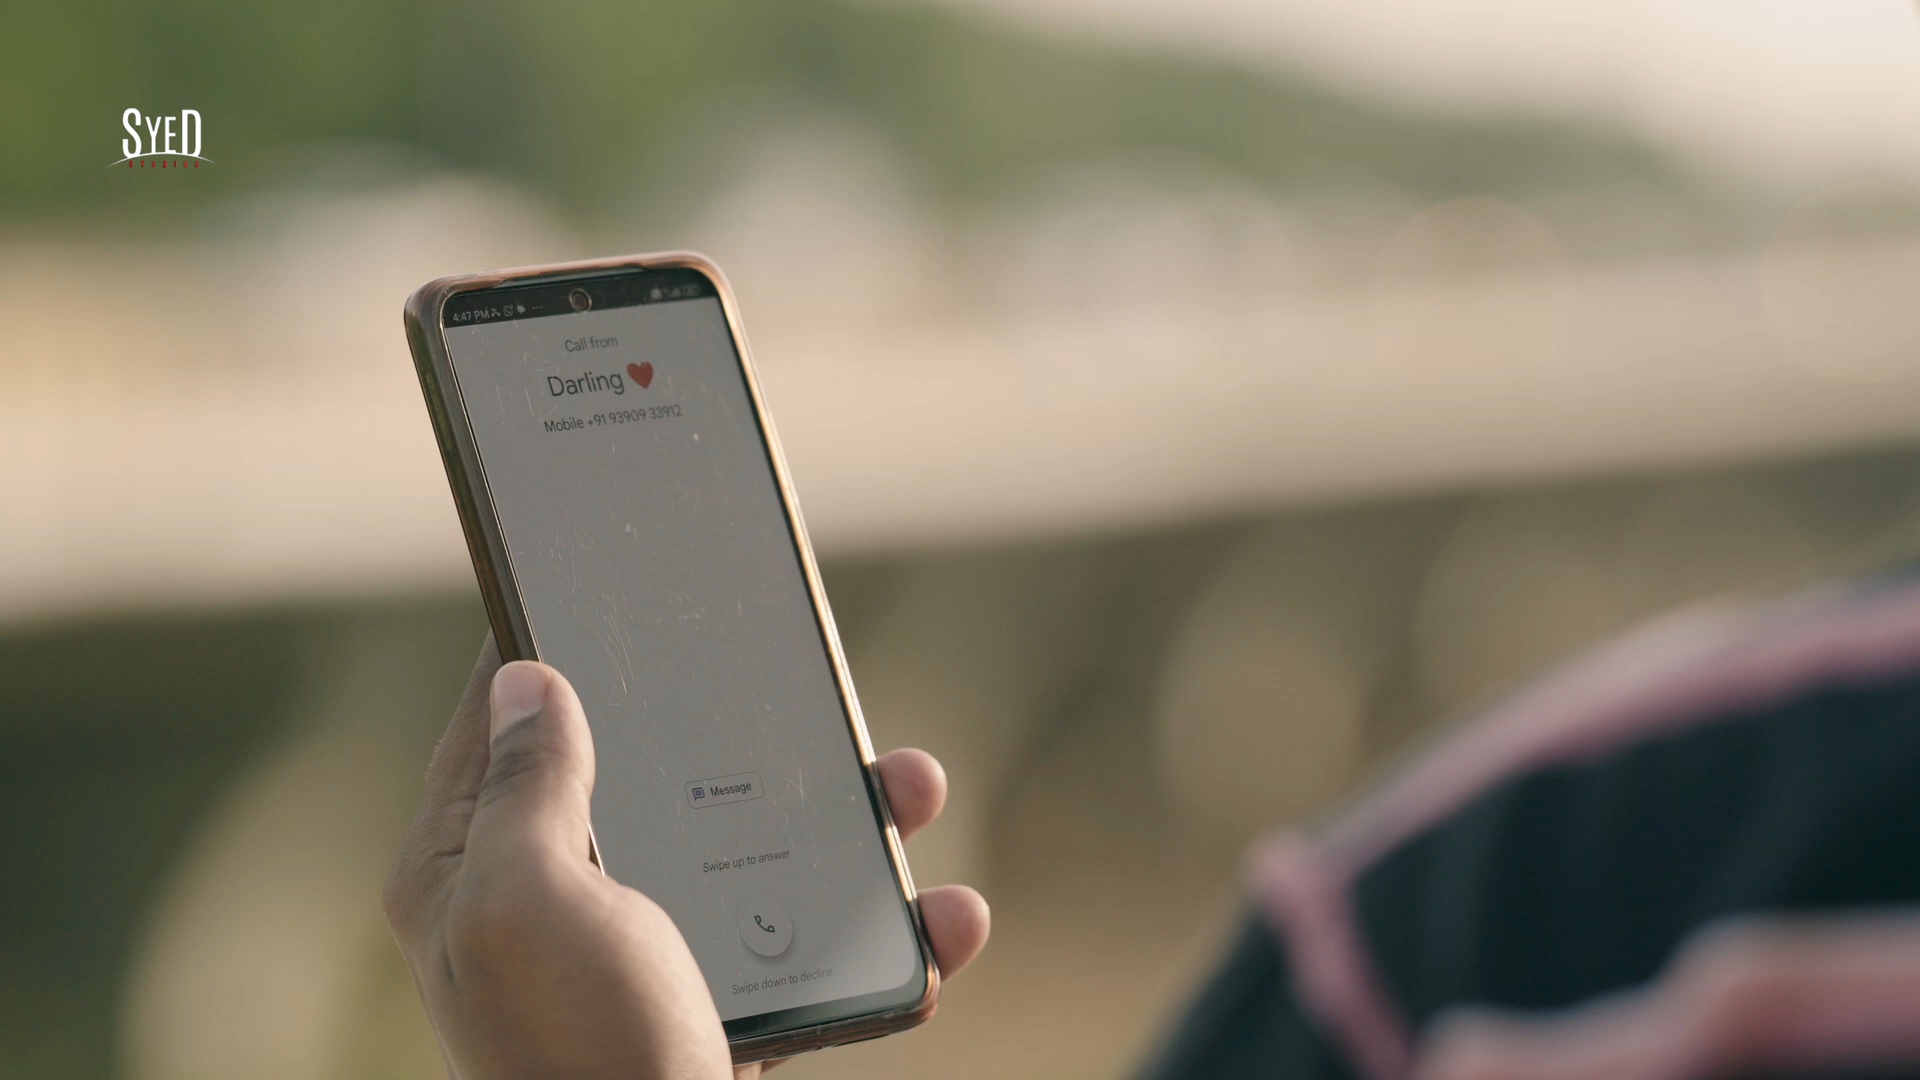 SYED
STUDIOS
4:47 PM
Call from
Darling ❤️
Mobile +91 93909 33912
Message
Swipe up to answer
Swipe down to decline